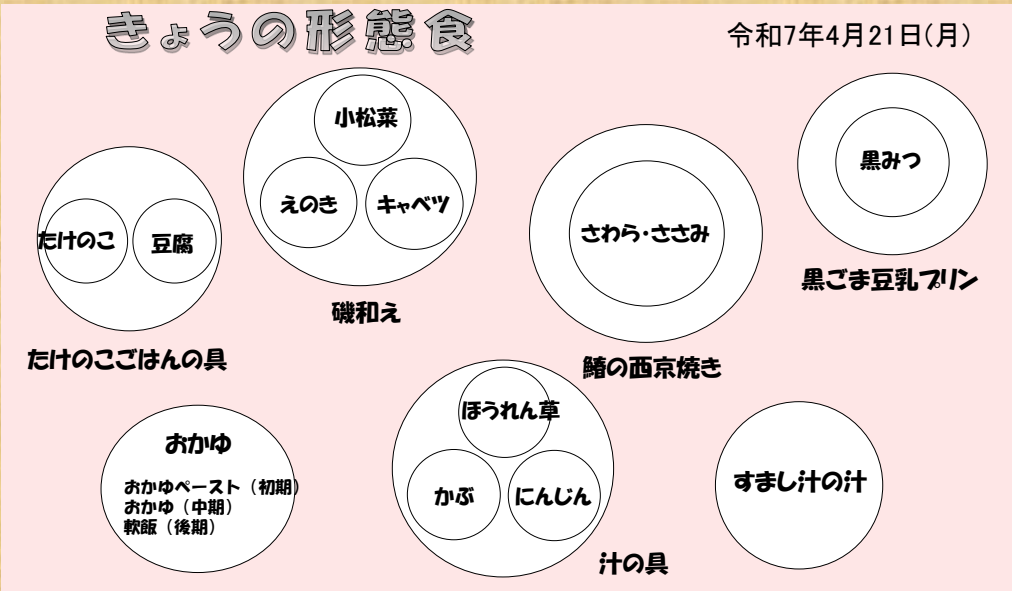 きょうの形態食
令和7年4月21日(月)
小松菜
えのき
キャベツ
磯和え
たけのこ
豆腐
たけのこごはんの具
さわら・ささみ
鰆の西京焼き
黒みつ
黒ごま豆乳プリン
おかゆ
おかゆペースト（初期）
おかゆ（中期）
軟飯（後期）
ほうれん草
かぶ
にんじん
汁の具
すまし汁の汁